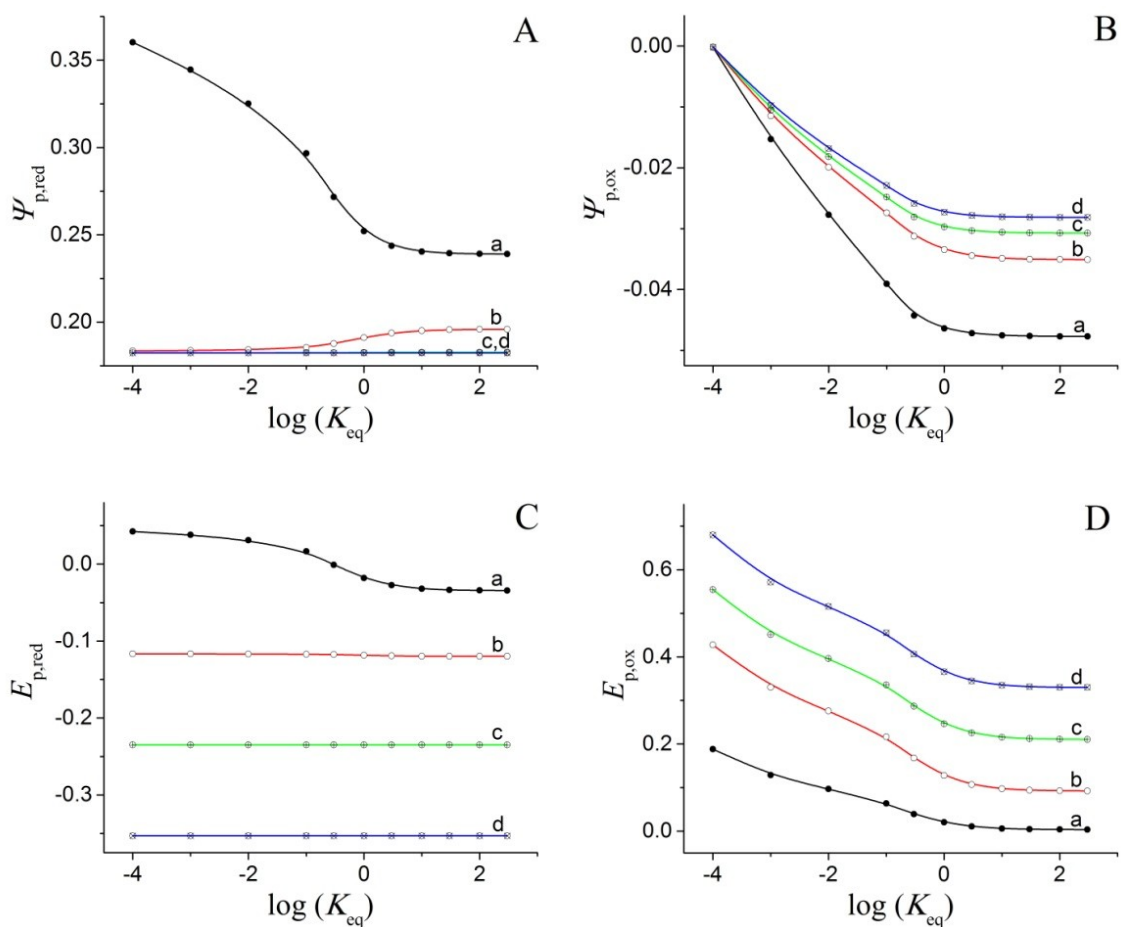 A
0.35
0.30
0.25
0.20
Ψp,red
a
b
c,d
-4 -2 0 2
log (Keq)
B
0.00
-0.02
-0.04
Ψp,ox
d
c
b
a
-4 -2 0 2
log (Keq)
C
0.0
-0.1
-0.2
-0.3
Ep,red
a
b
c
d
-4 -2 0 2
log (Keq)
D
0.6
0.4
0.2
0.0
Ep,ox
d
c
b
a
-4 -2 0 2
log (Keq)